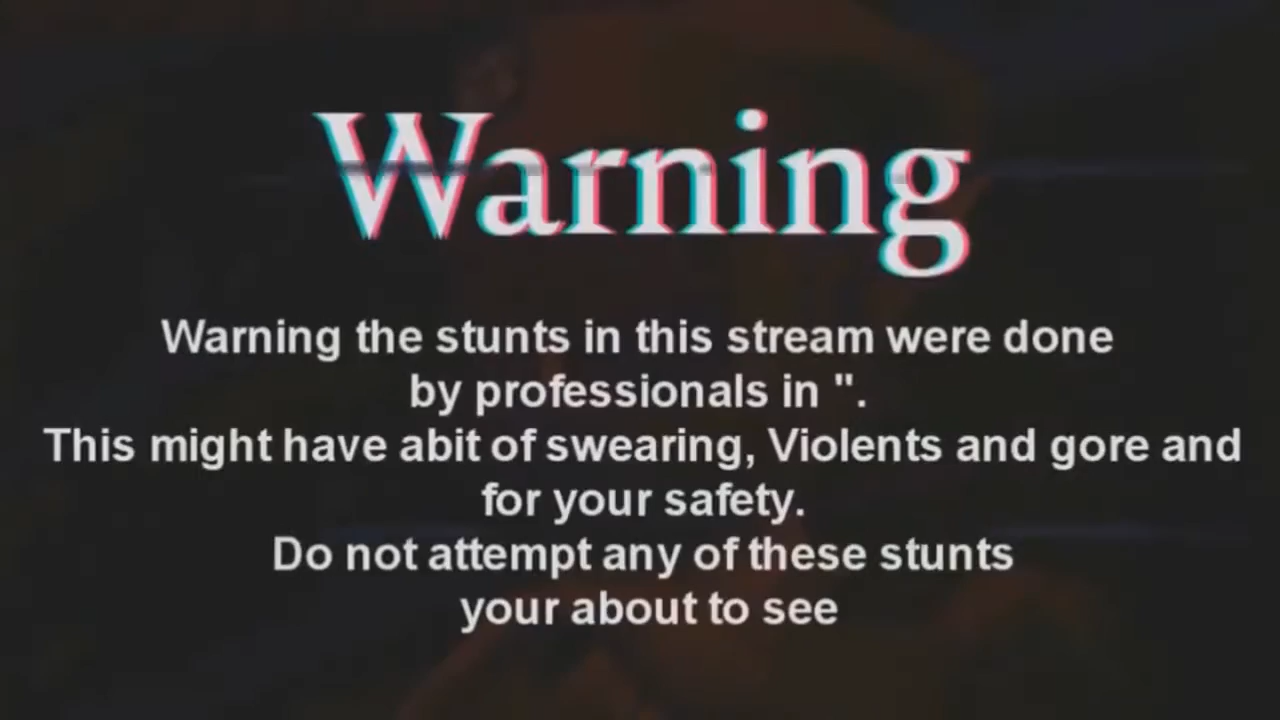 Warning
Warning the stunts in this stream were done
by professionals in ".
This might have abit of swearing, Violents and gore and
for your safety.
Do not attempt any of these stunts
your about to see